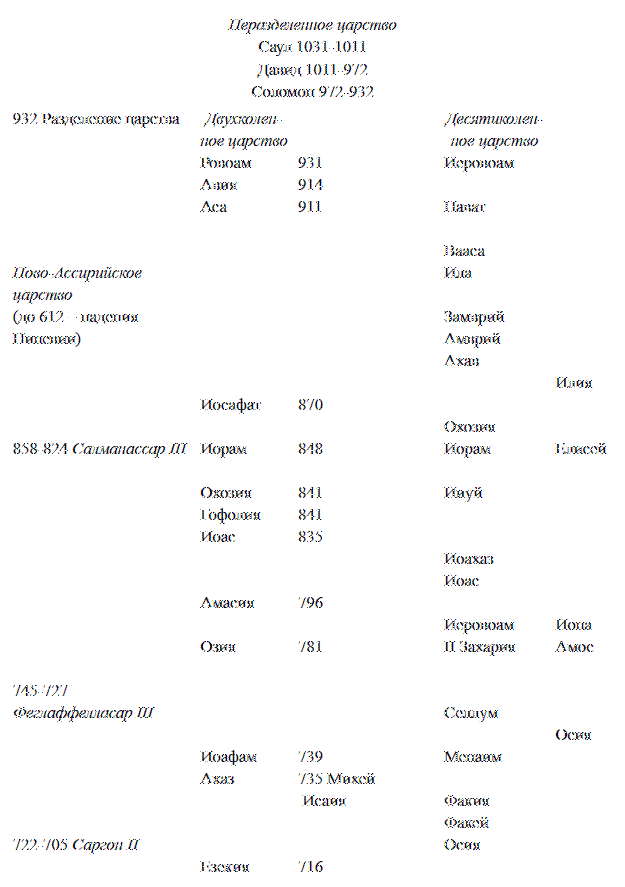 Неразделенное царство
Саул 1031-1011
Давид 1011-972
Соломон 972-932
932 Разделение царства Двухколен- Десятиколен-
ное царство ное царство
Ровоам 931 Иеровоам
Авия 914
Аса 911 Нават
Вааса
Ново-Ассирийское Ила
царство
(до 612 - падения Замврий
Ниневии) Амврий
Ахав
Илия
Иосафат 870
Охозия
858-824 Салманассар III Иорам 848 Иорам Елисей
Охозия 841 Ииуй
Гофолия 841
Иоас 835
Иоахаз
Иоас
Амасия 796
Иеровоам Иона
Озия 781 II Захария Амос
745-727
Феглаффелласар III Селлум
Осия
Иоафам 739 Менаим
Ахаз 735 Михей
Исаия Факия
Факей
722-705 Саргон II Осия
Езекия 716